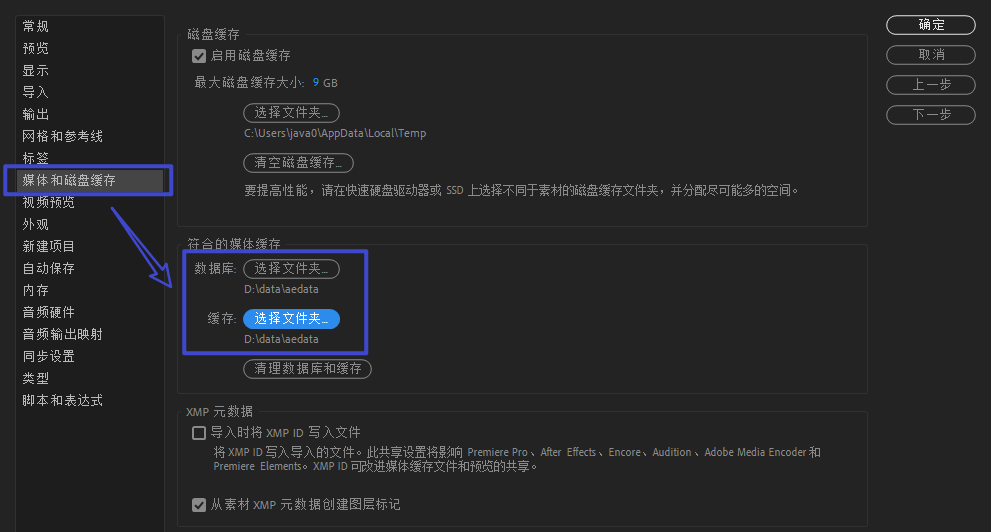 常规
预览
显示
导入
输出
网格和参考线
标签
媒体和磁盘缓存
视频预览
外观
新建项目
自动保存
内存
音频硬件
音频输出映射
同步设置
类型
脚本和表达式
磁盘缓存
启用磁盘缓存
最大磁盘缓存大小: 9 GB
选择文件夹...
C:\Users\java0\AppData\Local\Temp
清空磁盘缓存...
要提高性能，请在快速硬盘驱动器或 SSD 上选择不同于素材的磁盘缓存文件夹，并分配尽可能多的空间。
符合的媒体缓存
数据库: 选择文件夹...
D:\data\aedata
缓存: 选择文件夹...
D:\data\aedata
清理数据库和缓存
XMP 元数据
导入时将 XMP ID 写入文件
将 XMP ID 写入导入的文件。此共享设置将影响 Premiere Pro、After Effects、Encore、Audition、Adobe Media Encoder 和
Premiere Elements。XMP ID 可改进媒体缓存文件和预览的共享。
从素材 XMP 元数据创建图层标记
确定
取消
上一步
下一步